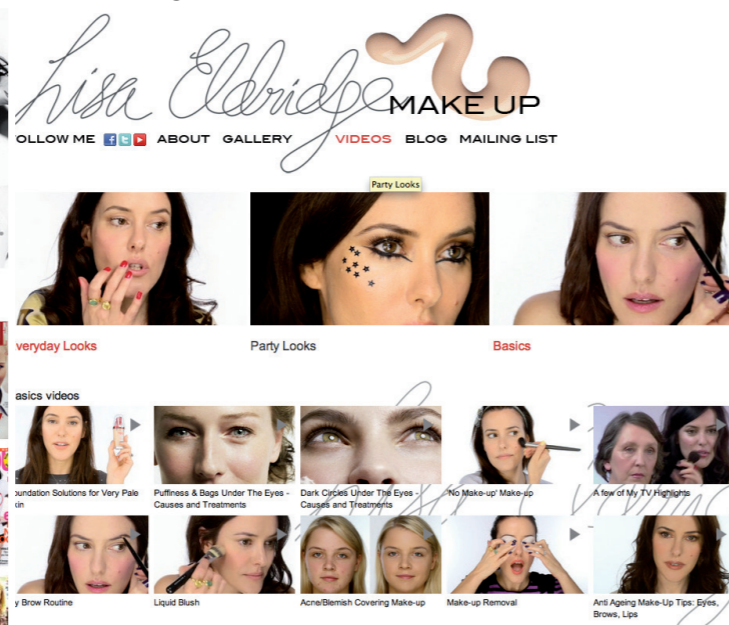 Lisa Eldridge MAKE UP
OLLOW ME ABOUT GALLERY VIDEOS BLOG MAILING LIST
Party Looks
veryday Looks
Party Looks
Basics
asics videos
oundation Solutions for Very Pale
kin
Puffiness & Bags Under The Eyes -
Causes and Treatments
Dark Circles Under The Eyes -
Causes and Treatments
'No Make-up' Make-up
A few of My TV Highlights
y Brow Routine
Liquid Blush
Acne/Blemish Covering Make-up
Make-up Removal
Anti Ageing Make-Up Tips: Eyes,
Brows, Lips